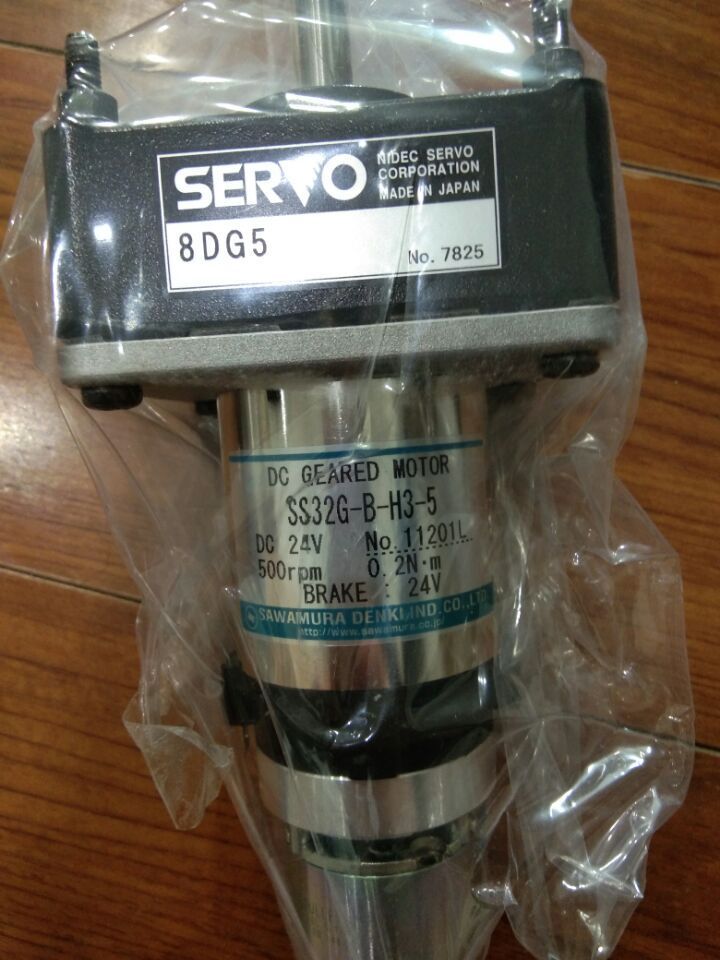 SERVO
NIDEC SERVO
CORPORATION
MADE IN JAPAN
8DG5
No. 7825
DC GEARED MOTOR
SS32G-B-H3-5
DC 24V No. 11201L
500rpm 0.2N·m
BRAKE : 24V
SAWAMURA DENKI IND. CO., LTD.
http://www.sawamura.co.jp/